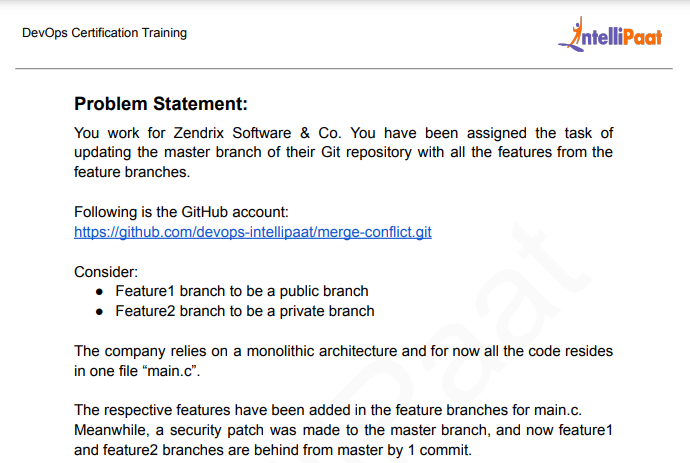 DevOps Certification Training
IntelliPaat
Problem Statement:
You work for Zendrix Software & Co. You have been assigned the task of
updating the master branch of their Git repository with all the features from the
feature branches.
Following is the GitHub account:
https://github.com/devops-intellipaat/merge-conflict.git
Consider:
● Feature1 branch to be a public branch
● Feature2 branch to be a private branch
The company relies on a monolithic architecture and for now all the code resides
in one file “main.c”.
The respective features have been added in the feature branches for main.c.
Meanwhile, a security patch was made to the master branch, and now feature1
and feature2 branches are behind from master by 1 commit.
Paat